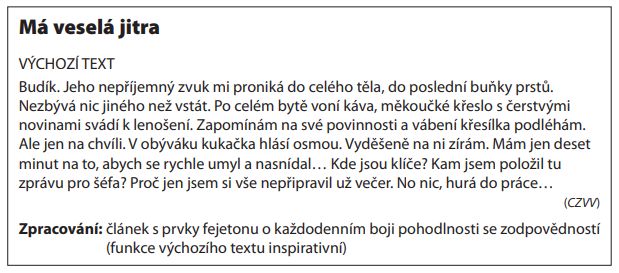 Má veselá jitra
VÝCHOZÍ TEXT
Budík. Jeho nepříjemný zvuk mi proniká do celého těla, do poslední buňky prstů.
Nezbývá nic jiného než vstát. Po celém bytě voní káva, měkoučké křeslo s čerstvými
novinami svádí k lenošení. Zapomínám na své povinnosti a vábení křesílka podléhám.
Ale jen na chvíli. V obýváku kukačka hlásí osmou. Vyděšeně na ni zírám. Mám jen deset
minut na to, abych se rychle umyl a nasnídal… Kde jsou klíče? Kam jsem položil tu
zprávu pro šéfa? Proč jen jsem si vše nepřipravil už večer. No nic, hurá do práce…
(CZVV)
Zpracování: článek s prvky fejetonu o každodenním boji pohodlnosti se zodpovědností
(funkce výchozího textu inspirativní)